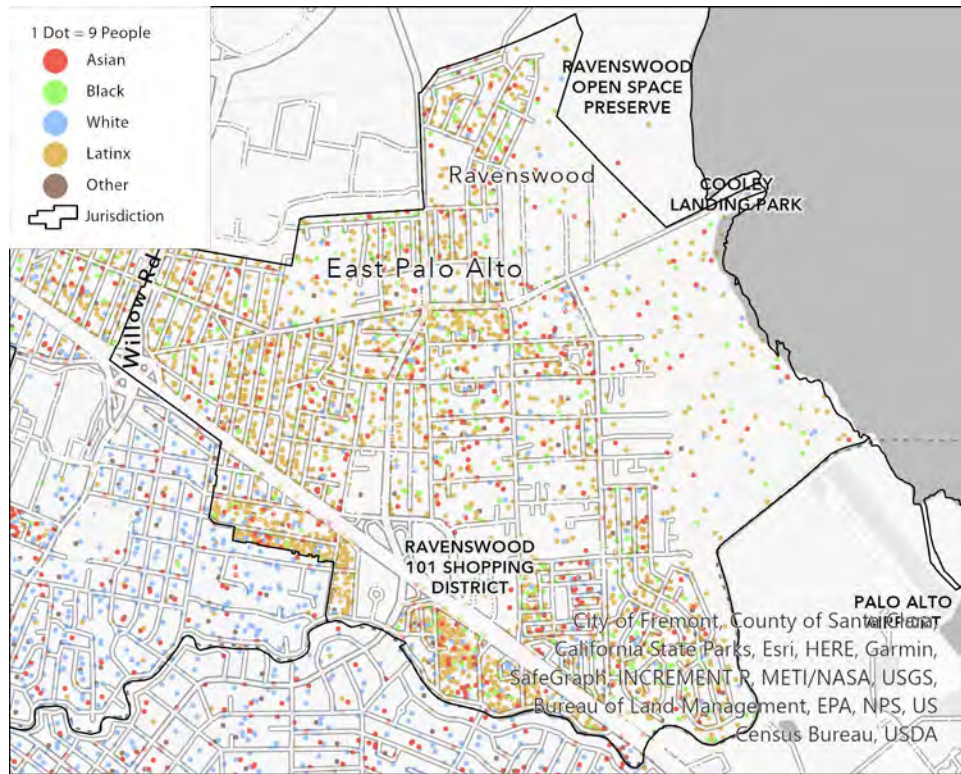 1 Dot = 9 People
Asian
Black
White
Latinx
Other
Jurisdiction
RAVENSWOOD
OPEN SPACE
PRESERVE
Ravenswood
COOLEY
LANDING PARK
East Palo Alto
Willow Rd
RAVENSWOOD
101 SHOPPING
DISTRICT
PALO ALTO
AIRPORT
City of Fremont, County of Santa Clara,
California State Parks, Esri, HERE, Garmin,
SafeGraph, INCREMENT P, METI/NASA, USGS,
Bureau of Land Management, EPA, NPS, US
Census Bureau, USDA